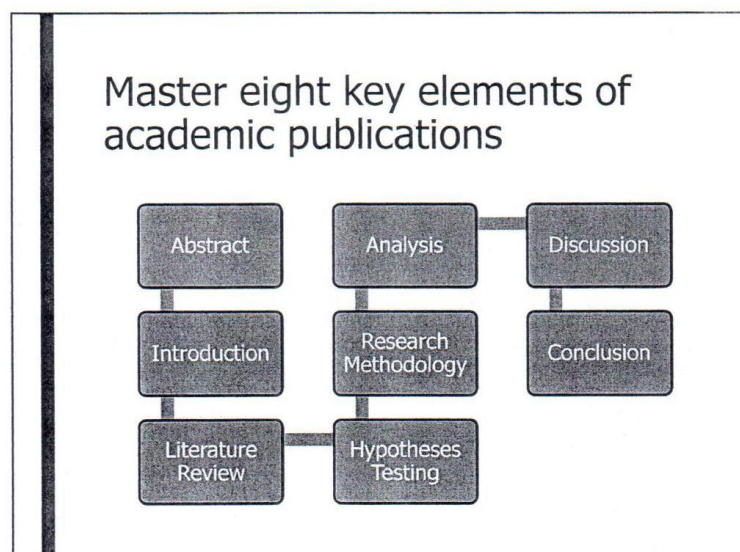 Master eight key elements of
academic publications
Abstract
Introduction
Literature
Review
Hypotheses
Testing
Research
Methodology
Analysis
Discussion
Conclusion